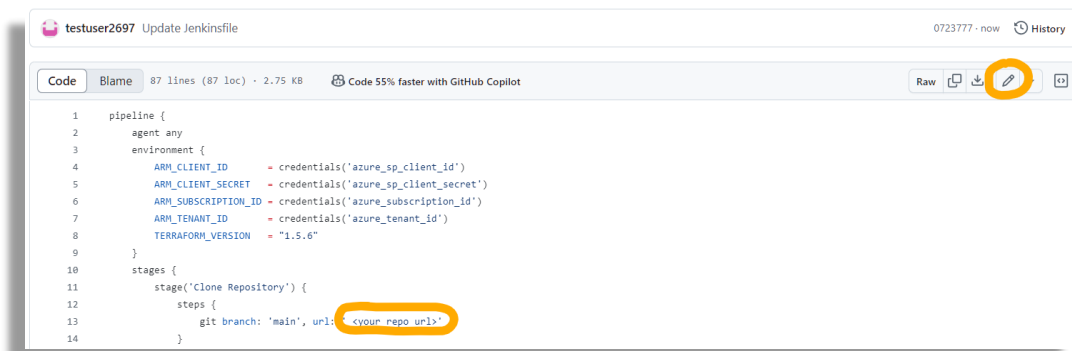 testuser2697 Update Jenkinsfile 0723777 · now History
Code Blame 87 lines (87 loc) · 2.75 KB Code 55% faster with GitHub Copilot Raw
1 pipeline {
2 agent any
3 environment {
4 ARM_CLIENT_ID = credentials('azure_sp_client_id')
5 ARM_CLIENT_SECRET = credentials('azure_sp_client_secret')
6 ARM_SUBSCRIPTION_ID = credentials('azure_subscription_id')
7 ARM_TENANT_ID = credentials('azure_tenant_id')
8 TERRAFORM_VERSION = "1.5.6"
9 }
10 stages {
11 stage('Clone Repository') {
12 steps {
13 git branch: 'main', url: ' <your repo url>'
14 }